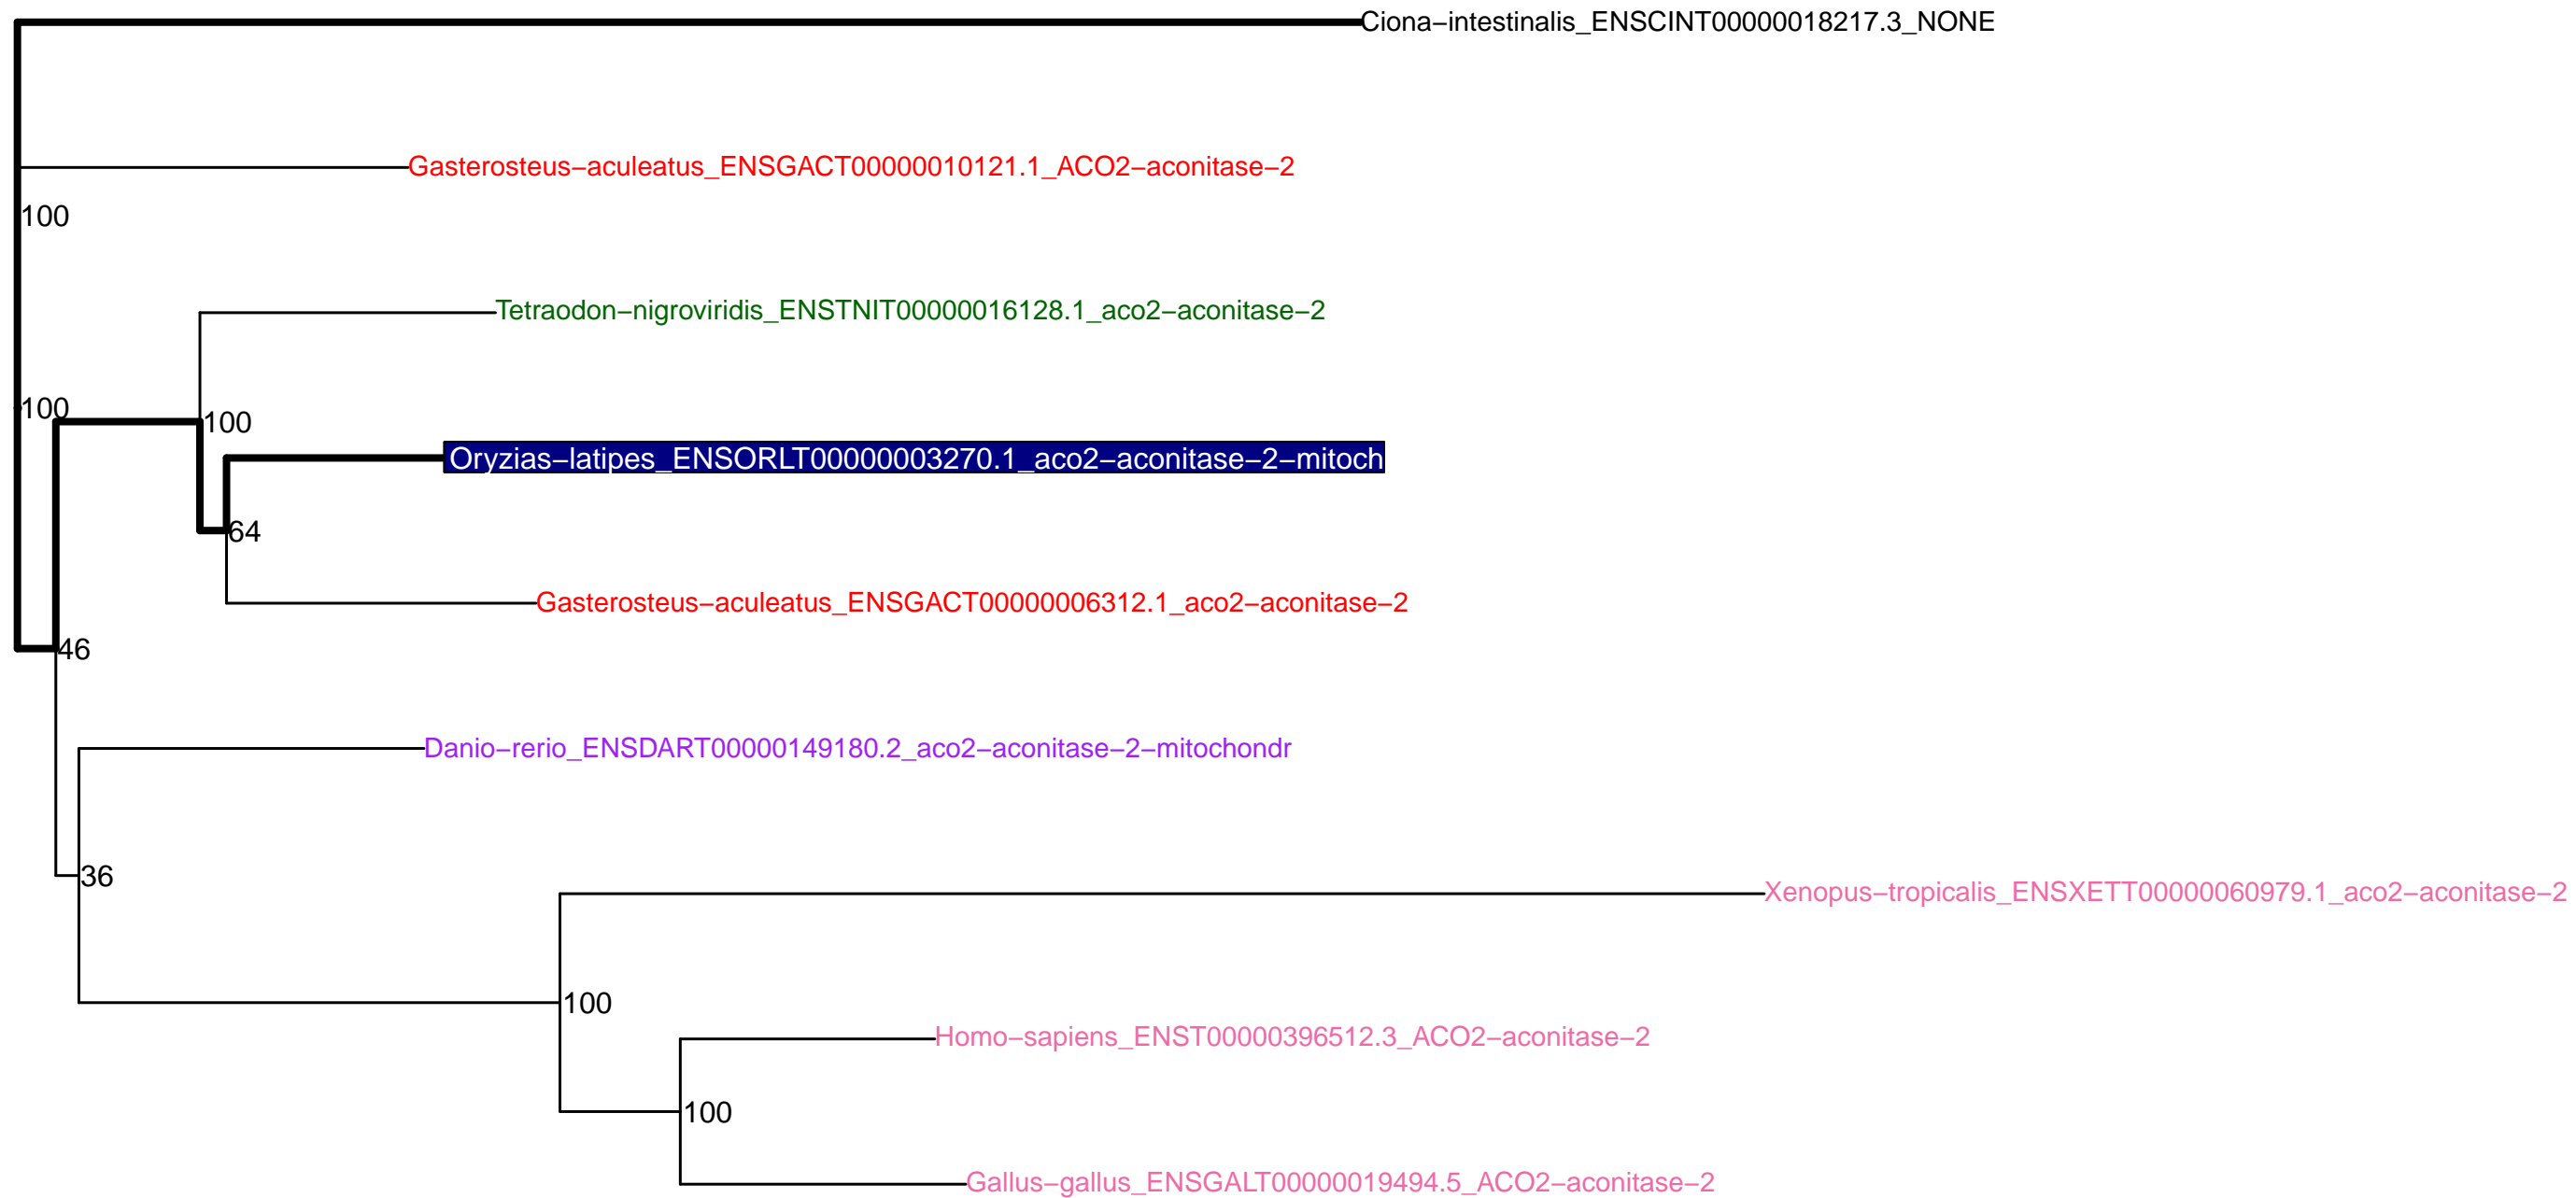 Ciona−intestinalis_ENSCINT00000018217.3_NONE
Gasterosteus−aculeatus_ENSGACT00000010121.1_ACO2−aconitase−2
100
Tetraodon−nigroviridis_ENSTNIT00000016128.1_aco2−aconitase−2
100
100
Oryzias−latipes_ENSORLT00000003270.1_aco2−aconitase−2−mitoch
64
Gasterosteus−aculeatus_ENSGACT00000006312.1_aco2−aconitase−2
46
Danio−rerio_ENSDART00000149180.2_aco2−aconitase−2−mitochondr
36
Xenopus−tropicalis_ENSXETT00000060979.1_aco2−aconitase−2
100
Homo−sapiens_ENST00000396512.3_ACO2−aconitase−2
100
Gallus−gallus_ENSGALT00000019494.5_ACO2−aconitase−2